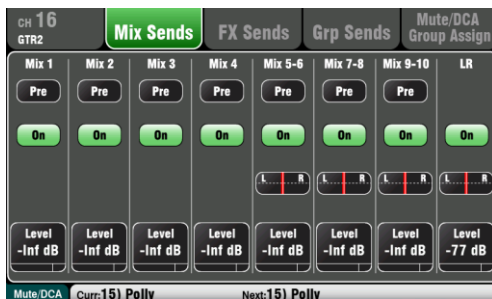 CH 16
GTR2
Mix Sends
FX Sends
Grp Sends
Mute/DCA
Group Assign
Mix 1 Mix 2 Mix 3 Mix 4 Mix 5-6 Mix 7-8 Mix 9-10 LR
Pre Pre Pre Pre Pre Pre Pre
On On On On On On On On
L R L R L R L R
Level Level Level Level Level Level Level Level
-Inf dB -Inf dB -Inf dB -Inf dB -Inf dB -Inf dB -Inf dB -77 dB
Mute/DCA Curr:15) Polly Next:15) Polly